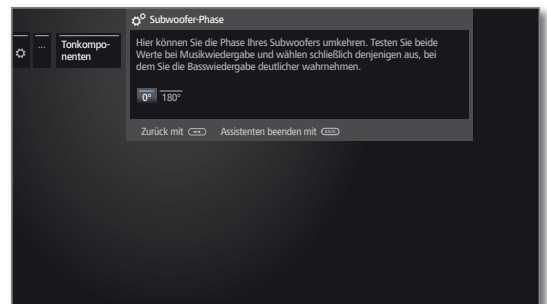 Subwoofer-Phase
...
Tonkompo-
nenten
Hier können Sie die Phase Ihres Subwoofers umkehren. Testen Sie beide
Werte bei Musikwiedergabe und wählen schließlich denjenigen aus, bei
dem Sie die Basswiedergabe deutlicher wahrnehmen.
0° 180°
Zurück mit Assistenten beenden mit BACK